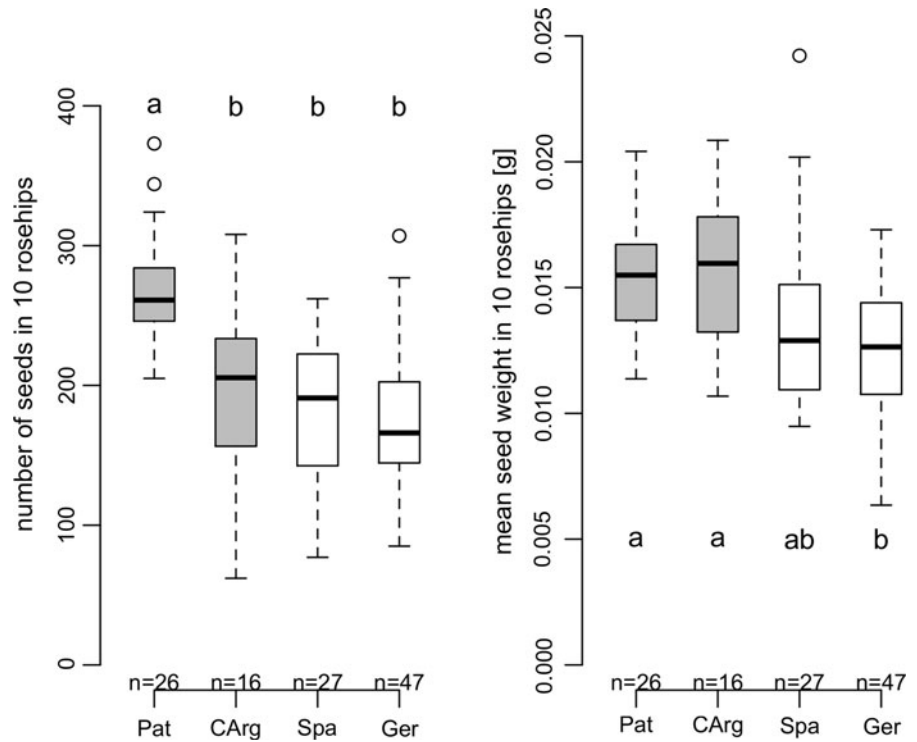 number of seeds in 10 rosehips
400
300
200
100
0
a b b b
n=26 n=16 n=27 n=47
Pat CArg Spa Ger
mean seed weight in 10 rosehips [g]
0.025
0.020
0.015
0.010
0.005
0.000
a a ab b
n=26 n=16 n=27 n=47
Pat CArg Spa Ger